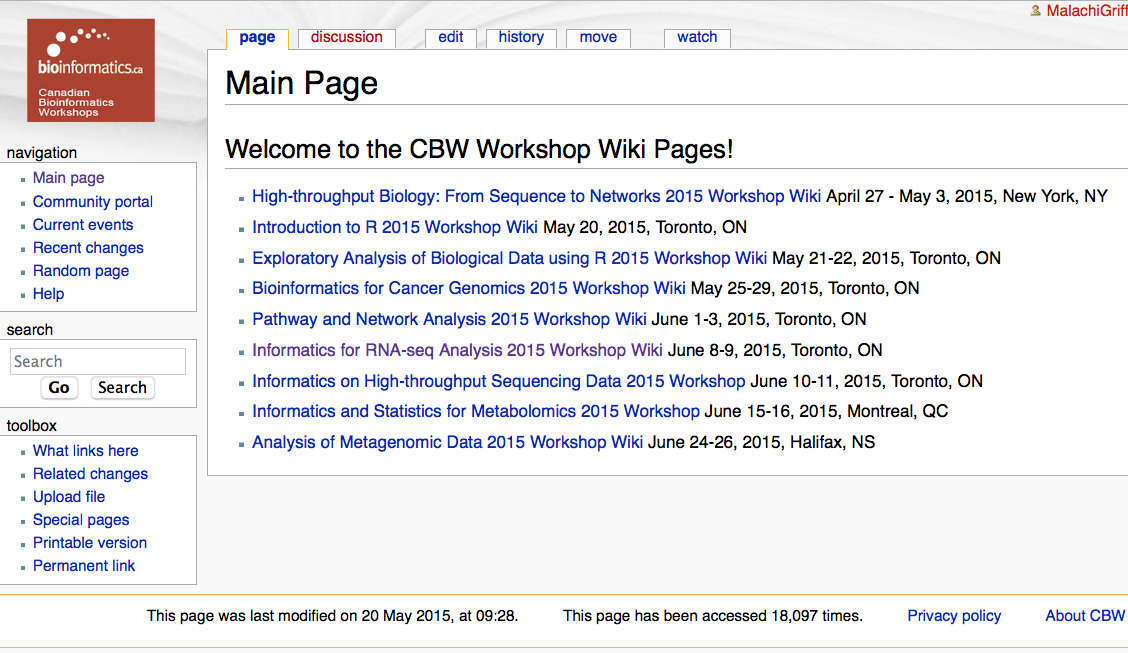 MalachiGriff
bioinformatics.ca
Canadian
Bioinformatics
Workshops
page
discussion
edit
history
move
watch
Main Page
Welcome to the CBW Workshop Wiki Pages!
High-throughput Biology: From Sequence to Networks 2015 Workshop Wiki April 27 - May 3, 2015, New York, NY
Introduction to R 2015 Workshop Wiki May 20, 2015, Toronto, ON
Exploratory Analysis of Biological Data using R 2015 Workshop Wiki May 21-22, 2015, Toronto, ON
Bioinformatics for Cancer Genomics 2015 Workshop Wiki May 25-29, 2015, Toronto, ON
Pathway and Network Analysis 2015 Workshop Wiki June 1-3, 2015, Toronto, ON
Informatics for RNA-seq Analysis 2015 Workshop Wiki June 8-9, 2015, Toronto, ON
Informatics on High-throughput Sequencing Data 2015 Workshop June 10-11, 2015, Toronto, ON
Informatics and Statistics for Metabolomics 2015 Workshop June 15-16, 2015, Montreal, QC
Analysis of Metagenomic Data 2015 Workshop Wiki June 24-26, 2015, Halifax, NS
navigation
Main page
Community portal
Current events
Recent changes
Random page
Help
search
Search
Go Search
toolbox
What links here
Related changes
Upload file
Special pages
Printable version
Permanent link
This page was last modified on 20 May 2015, at 09:28. This page has been accessed 18,097 times. Privacy policy About CBW